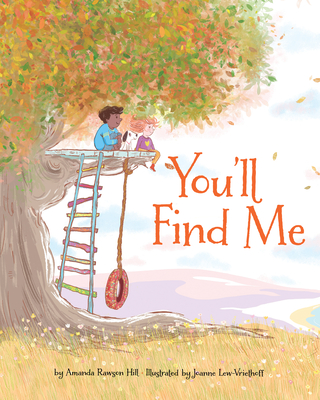 You'll
Find Me
by Amanda Rawson Hill · Illustrated by Joanne Lew-Vriethoff